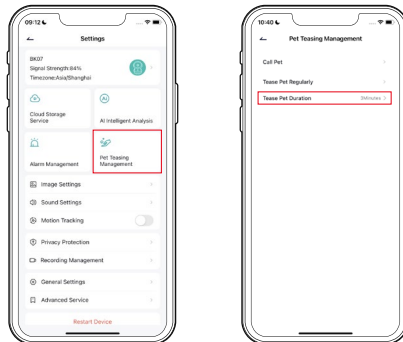 09:12
Settings
BK07
Signal Strength:84%
Timezone:Asia/Shanghai
Cloud Storage
Service
AI
AI Intelligent Analysis
Alarm Management
Pet Teasing
Management
Image Settings
Sound Settings
Motion Tracking
Privacy Protection
Recording Management
General Settings
Advanced Service
Restart Device
10:40
Pet Teasing Management
Call Pet
Tease Pet Regularly
Tease Pet Duration
3Minutes